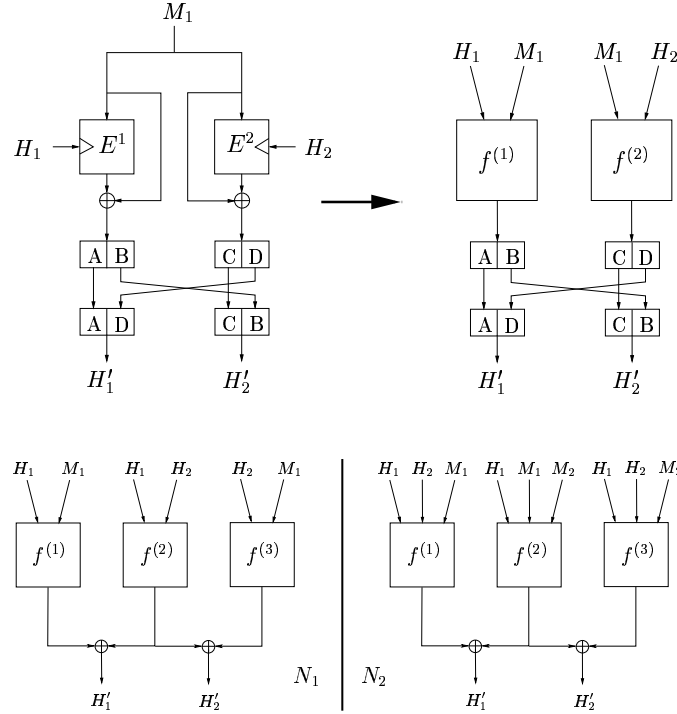 M₁
H₁ E¹ E² H₂
A B C D
A D C B
H′₁ H′₂
H₁ M₁ M₁ H₂
f⁽¹⁾ f⁽²⁾
A B C D
A D C B
H′₁ H′₂
H₁ M₁ H₁ H₂ H₂ M₁
f⁽¹⁾ f⁽²⁾ f⁽³⁾
H′₁ H′₂
N₁
H₁ H₂ M₁ H₁ M₁ M₂ H₁ H₂ M₂
f⁽¹⁾ f⁽²⁾ f⁽³⁾
N₂
H′₁ H′₂